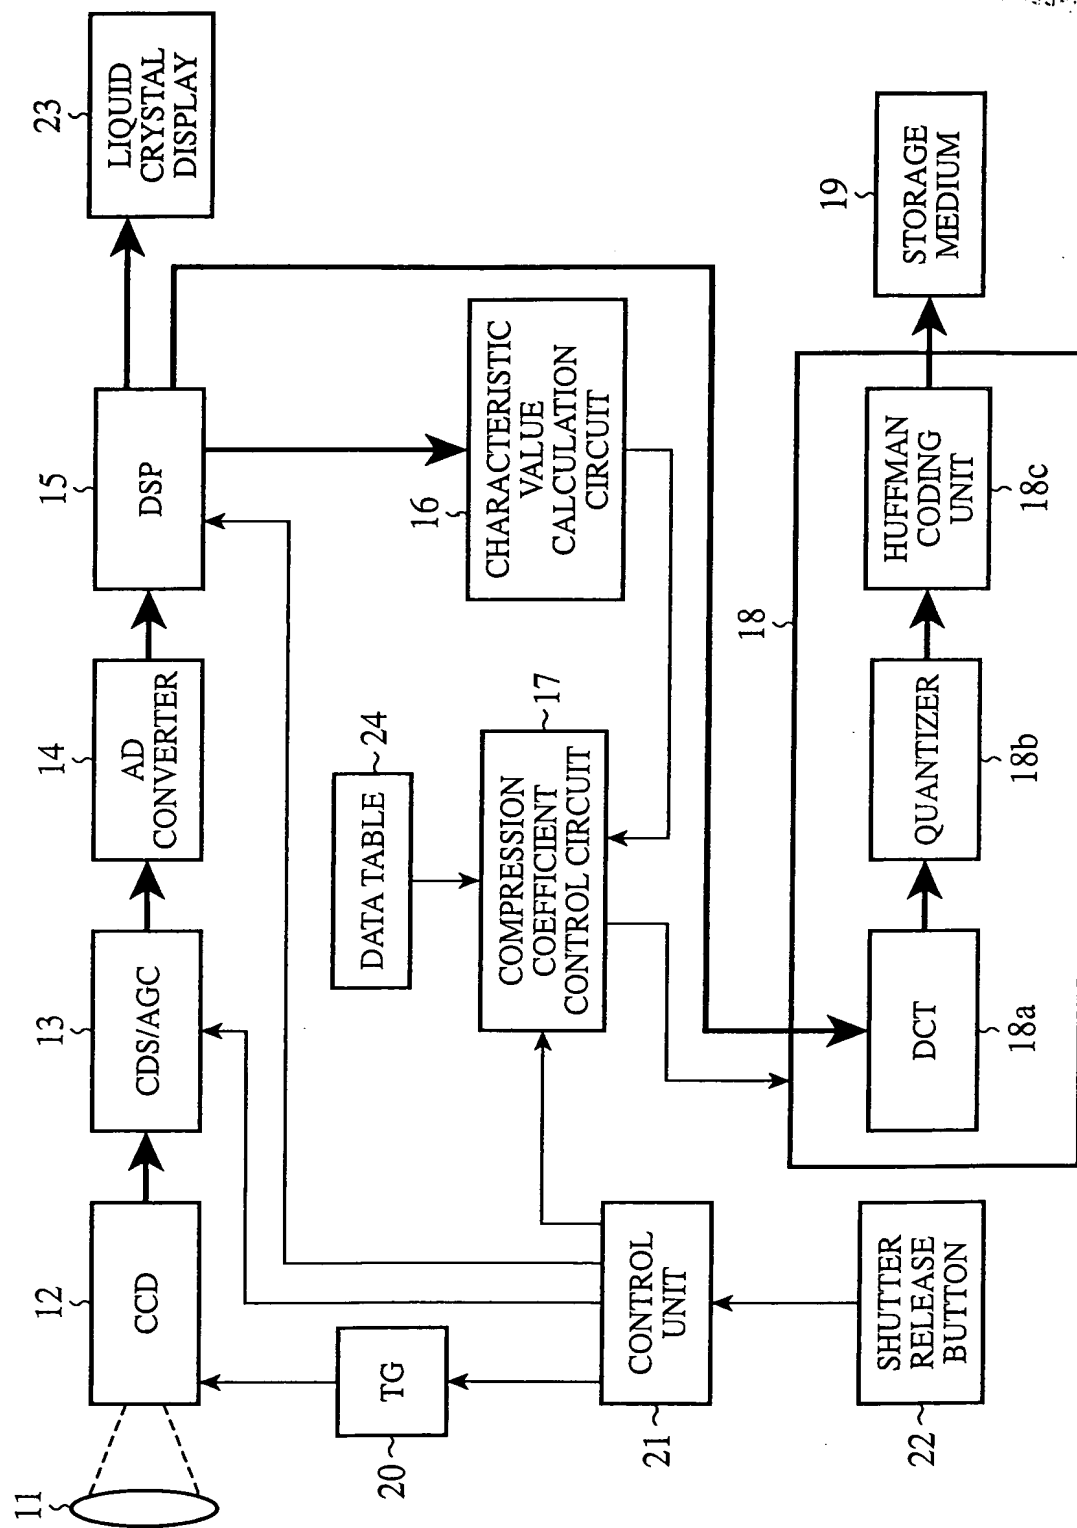 11
12
CCD
13
CDS/AGC
14
AD
CONVERTER
15
DSP
23
LIQUID
CRYSTAL
DISPLAY
20
TG
24
DATA TABLE
16
CHARACTERISTIC
VALUE
CALCULATION
CIRCUIT
17
COMPRESSION
COEFFICIENT
CONTROL CIRCUIT
21
CONTROL
UNIT
22
SHUTTER
RELEASE
BUTTON
18
DCT
18a
QUANTIZER
18b
HUFFMAN
CODING
UNIT
18c
19
STORAGE
MEDIUM